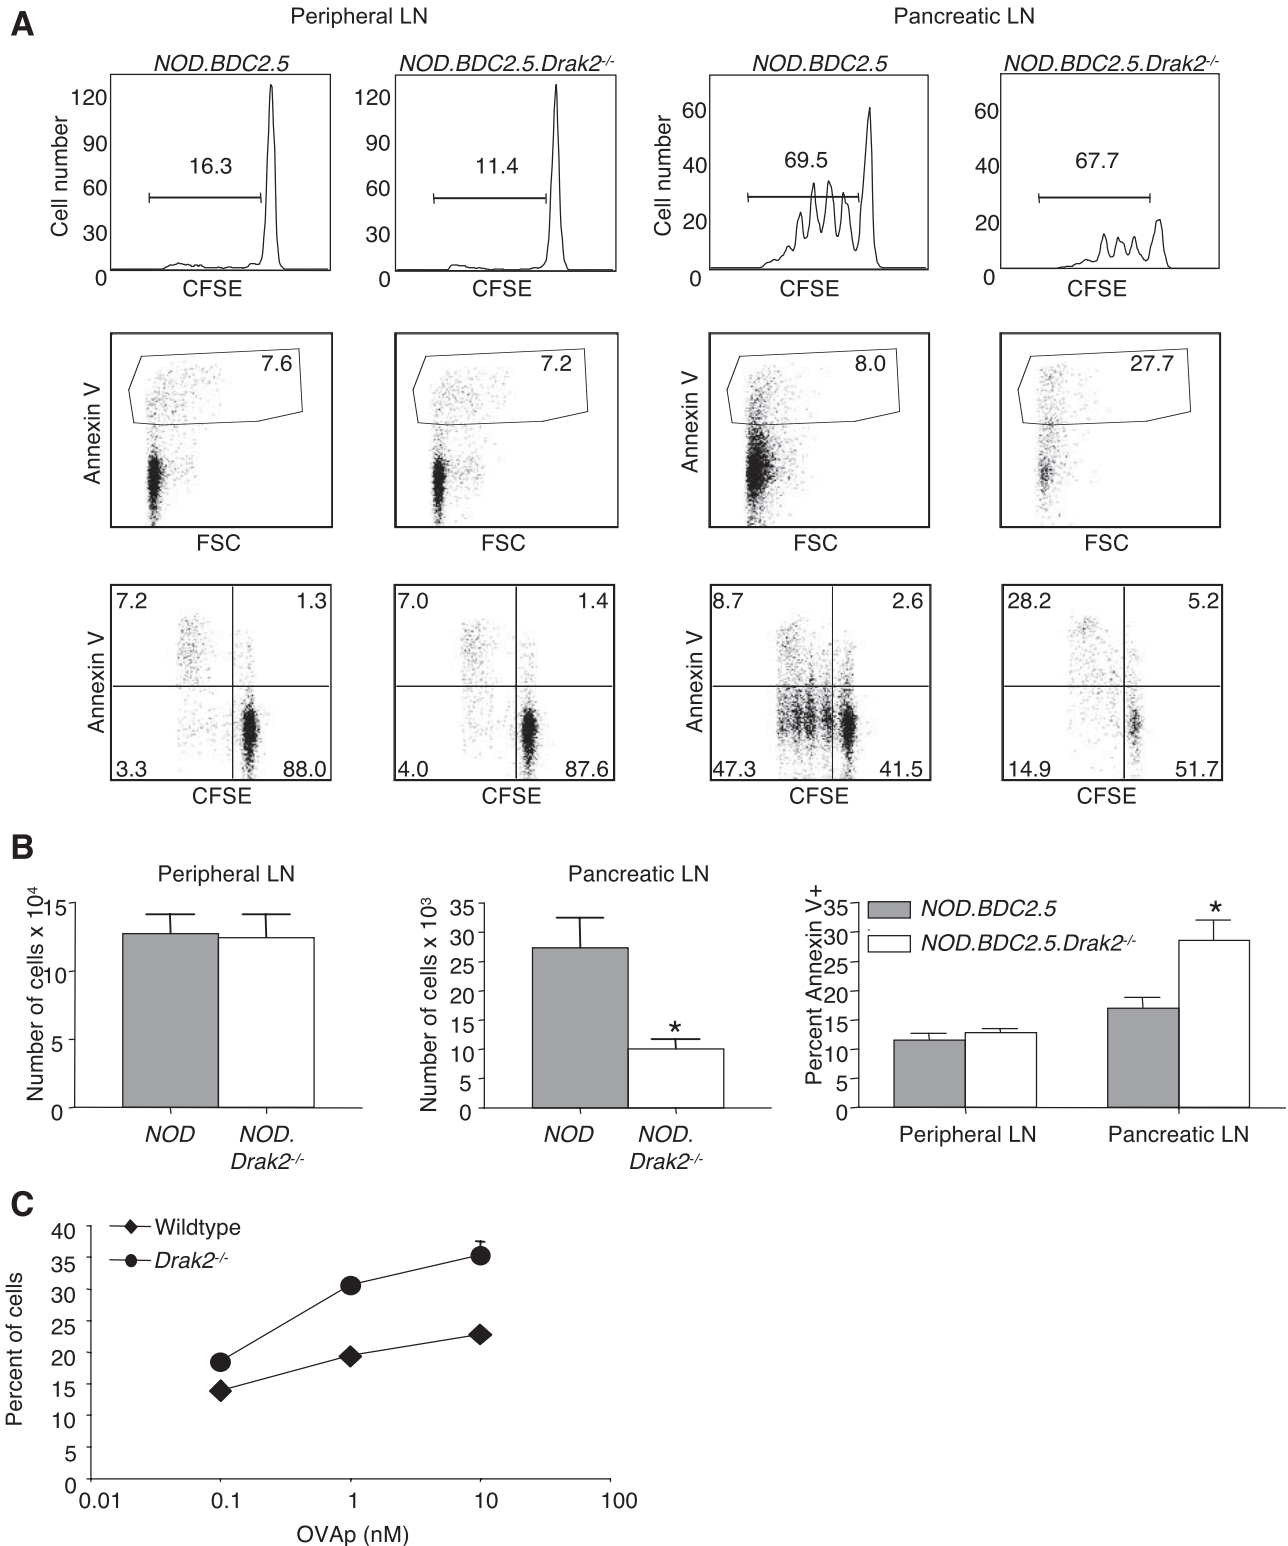 A
Peripheral LN
Pancreatic LN
NOD.BDC2.5
NOD.BDC2.5.Drak2-/-
NOD.BDC2.5
NOD.BDC2.5.Drak2-/-
Cell number
120
90
60
30
0
16.3
CFSE
120
90
60
30
0
11.4
CFSE
Cell number
60
40
20
0
69.5
CFSE
60
40
20
0
67.7
CFSE
Annexin V
7.6
FSC
7.2
FSC
Annexin V
8.0
FSC
27.7
FSC
Annexin V
7.2
1.3
3.3
88.0
CFSE
7.0
1.4
4.0
87.6
CFSE
Annexin V
8.7
2.6
47.3
41.5
CFSE
28.2
5.2
14.9
51.7
CFSE
B
Peripheral LN
Number of cells x 10⁴
15
10
5
0
NOD
NOD.
Drak2-/-
Pancreatic LN
Number of cells x 10³
35
30
25
20
15
10
5
0
*
NOD
NOD.
Drak2-/-
Percent Annexin V+
35
30
25
20
15
10
5
0
NOD.BDC2.5
NOD.BDC2.5.Drak2-/-
*
Peripheral LN
Pancreatic LN
C
Percent of cells
40
35
30
25
20
15
10
5
0
Wildtype
Drak2-/-
0.01
0.1
1
10
100
OVAp (nM)